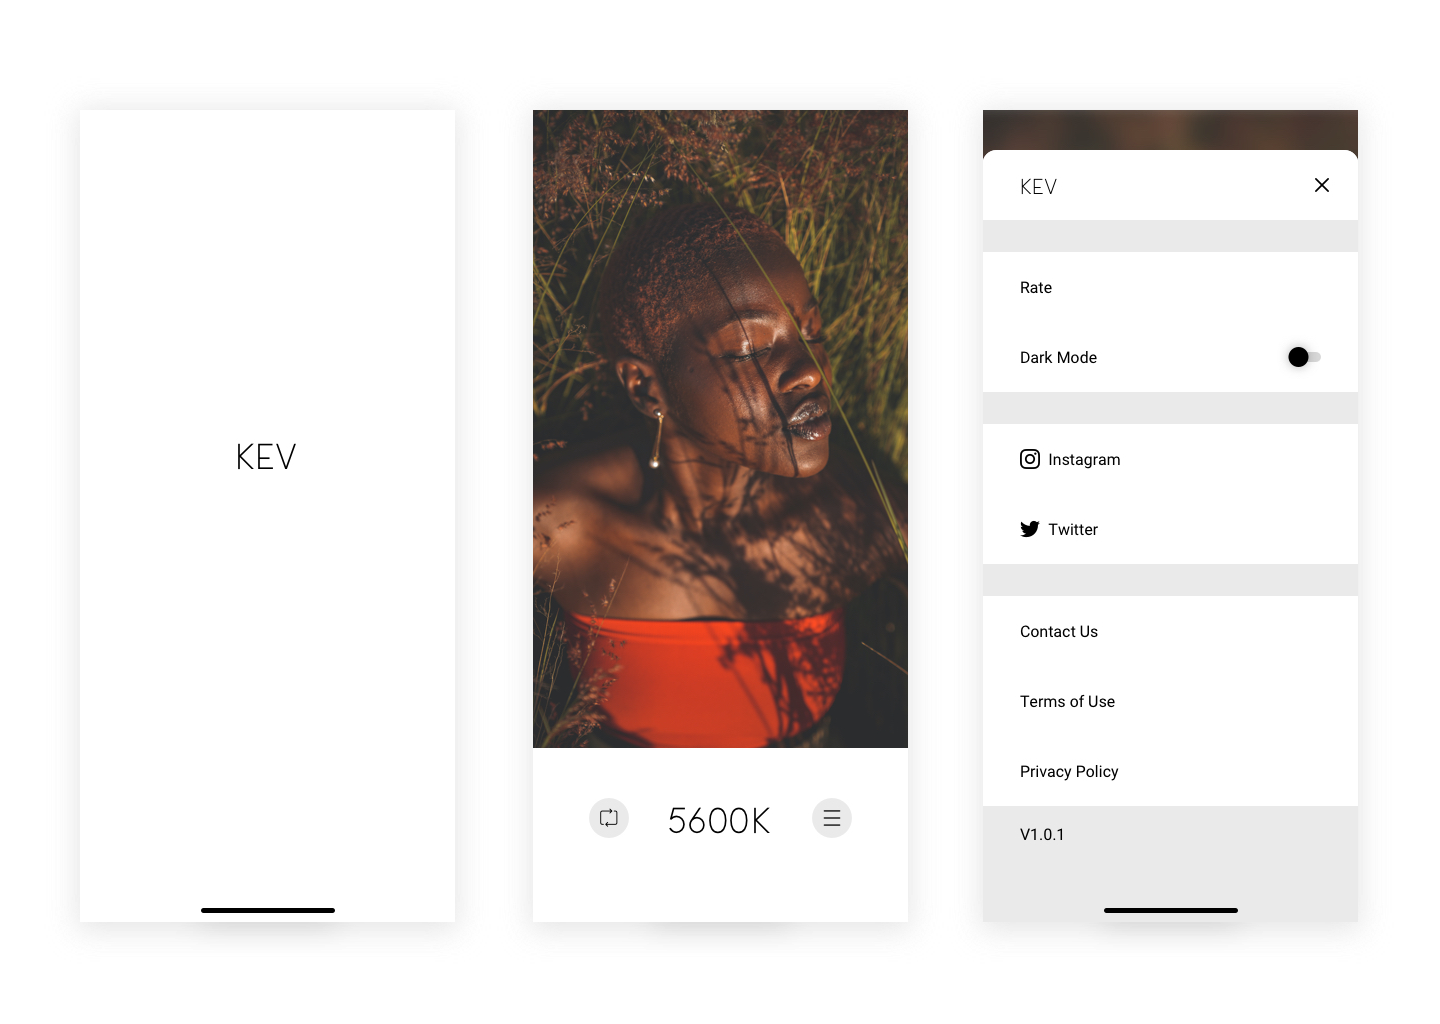 KEV
5600K
KEV
Rate
Dark Mode
Instagram
Twitter
Contact Us
Terms of Use
Privacy Policy
V1.0.1